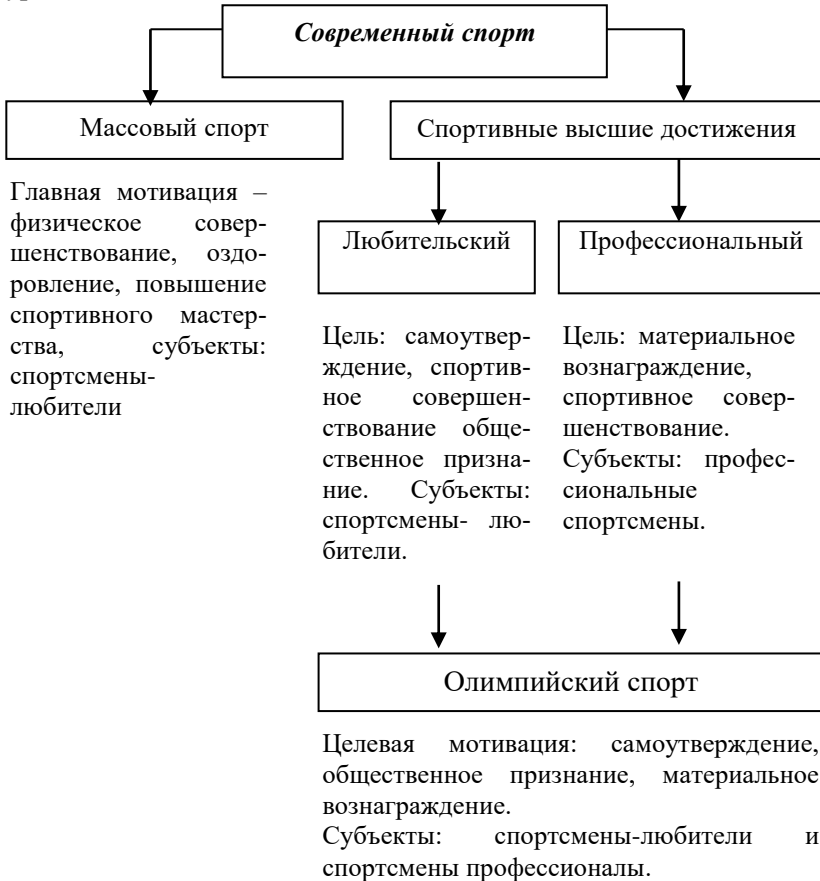 Современный спорт
Массовый спорт
Спортивные высшие достижения
Главная мотивация –
физическое совер-
шенствование, оздо-
ровление, повышение
спортивного мастер-
ства, субъекты:
спортсмены-
любители
Любительский
Профессиональный
Цель: самоутвер-
ждение, спортив-
ное совершен-
ствование обще-
ственное призна-
ние. Субъекты:
спортсмены- лю-
бители.
Цель: материальное
вознаграждение,
спортивное совер-
шенствование.
Субъекты: профес-
сиональные
спортсмены.
Олимпийский спорт
Целевая мотивация: самоутверждение,
общественное признание, материальное
вознаграждение.
Субъекты: спортсмены-любители и
спортсмены профессионалы.